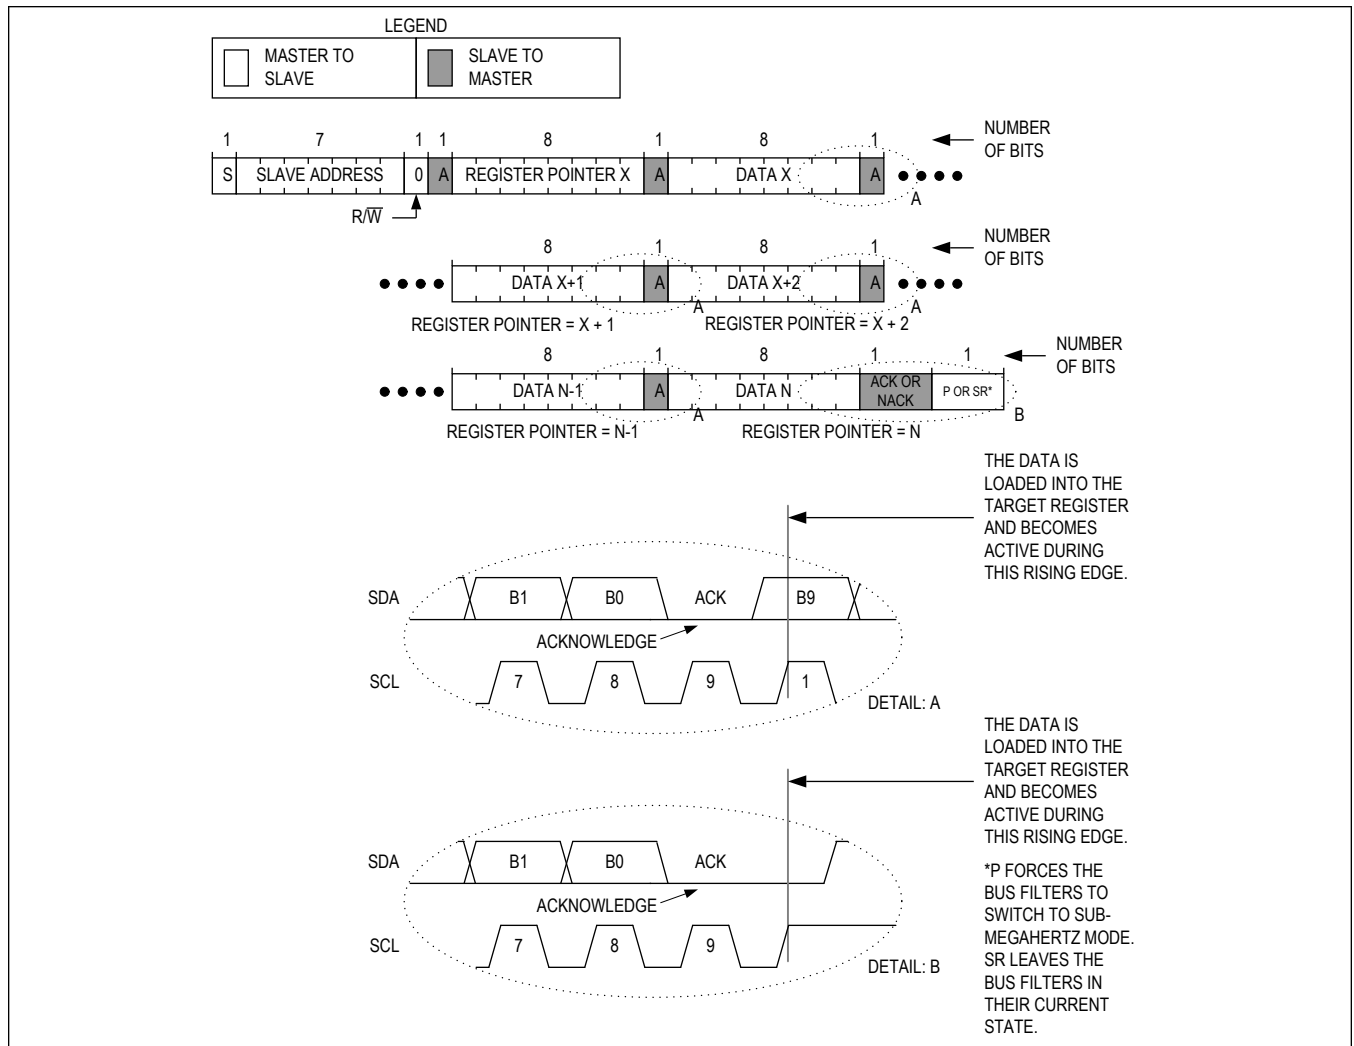 LEGEND
MASTER TO
SLAVE
SLAVE TO
MASTER
1 7 1 1 8 1 8 1
NUMBER
OF BITS
S SLAVE ADDRESS 0 A REGISTER POINTER X A DATA X A
A
R/W̅
8 1 8 1
NUMBER
OF BITS
DATA X+1 A DATA X+2 A
A A
REGISTER POINTER = X + 1 REGISTER POINTER = X + 2
8 1 8 1 1
NUMBER
OF BITS
DATA N-1 A DATA N ACK OR
NACK P OR SR*
A B
REGISTER POINTER = N-1 REGISTER POINTER = N
THE DATA IS
LOADED INTO THE
TARGET REGISTER
AND BECOMES
ACTIVE DURING
THIS RISING EDGE.
SDA B1 B0 ACK B9
ACKNOWLEDGE
SCL 7 8 9 1
DETAIL: A
THE DATA IS
LOADED INTO THE
TARGET REGISTER
AND BECOMES
ACTIVE DURING
THIS RISING EDGE.
SDA B1 B0 ACK
ACKNOWLEDGE
SCL 7 8 9
DETAIL: B
*P FORCES THE
BUS FILTERS TO
SWITCH TO SUB-
MEGAHERTZ MODE.
SR LEAVES THE
BUS FILTERS IN
THEIR CURRENT
STATE.